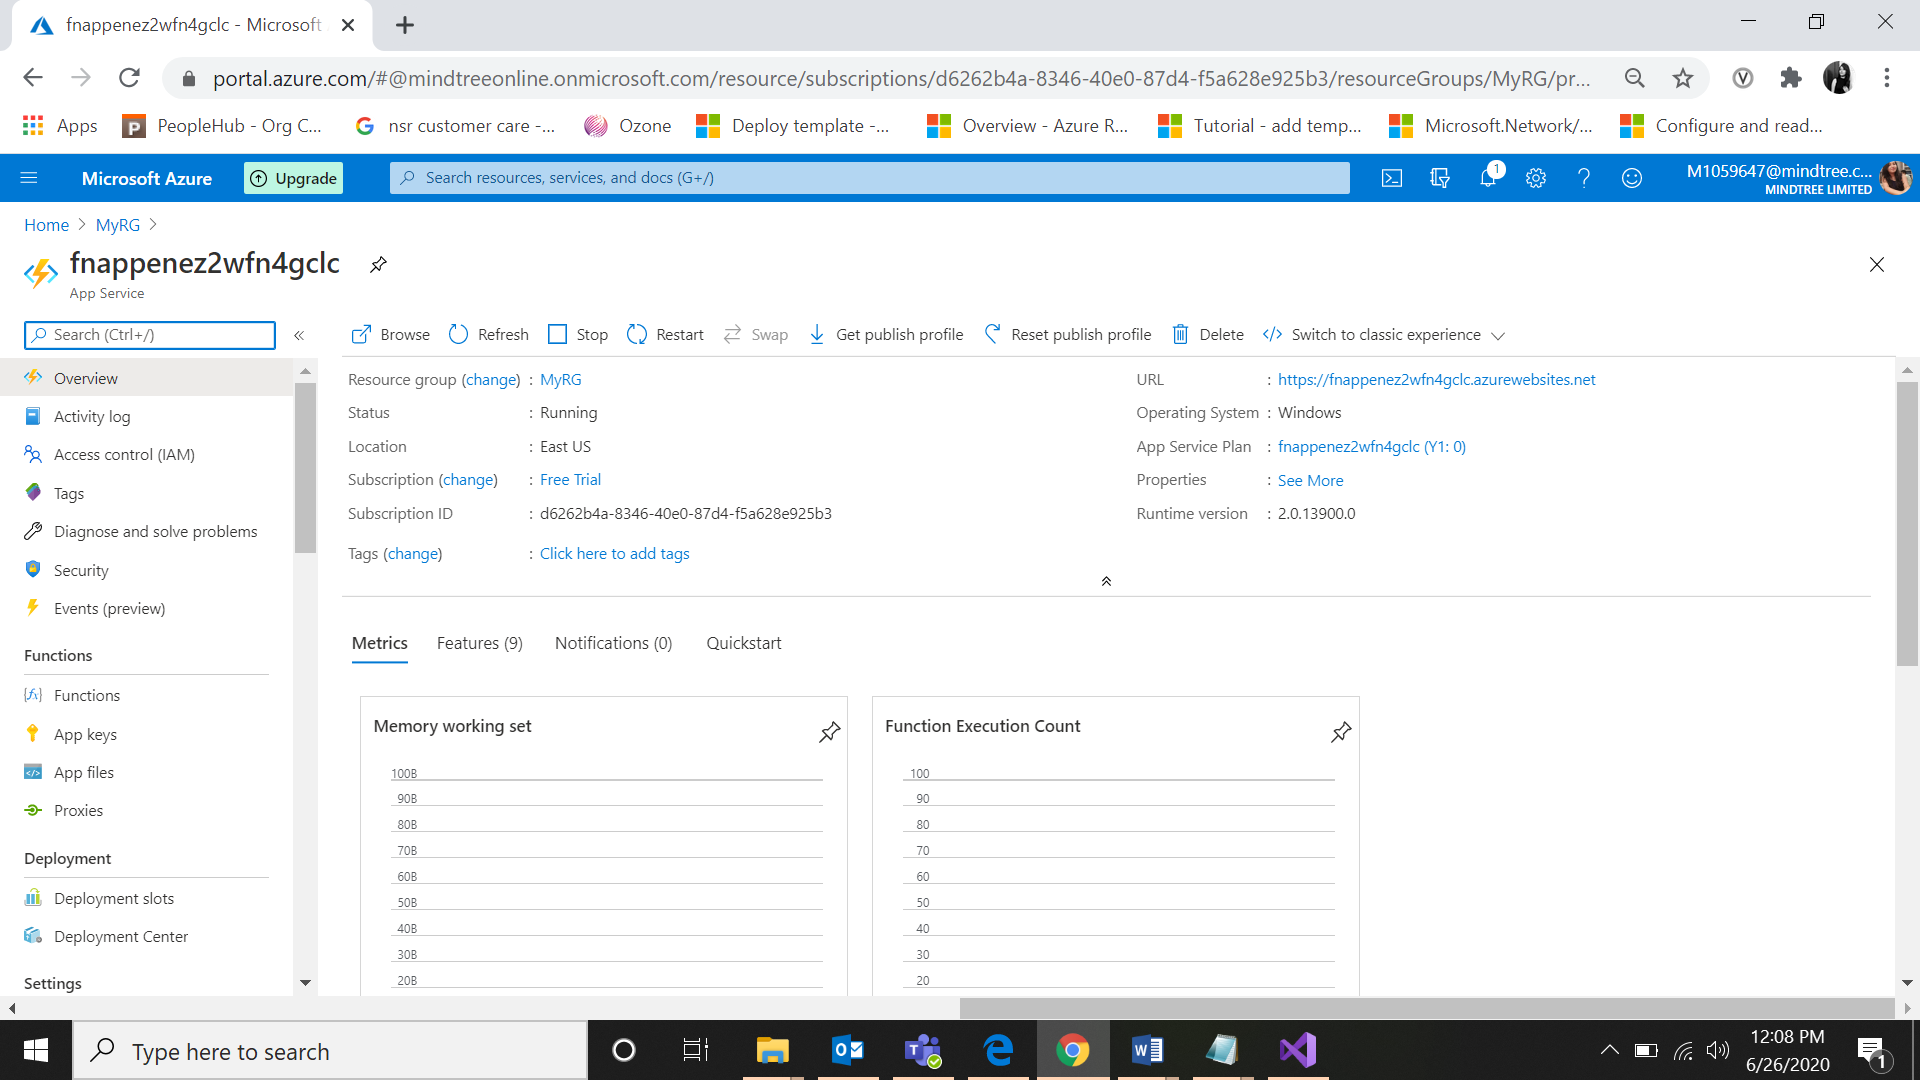 fnappenez2wfn4gclc - Microsoft
portal.azure.com/#@mindtreeonline.onmicrosoft.com/resource/subscriptions/d6262b4a-8346-40e0-87d4-f5a628e925b3/resourceGroups/MyRG/pr...
Apps PeopleHub - Org C... nsr customer care -... Ozone Deploy template -... Overview - Azure R... Tutorial - add temp... Microsoft.Network/... Configure and read...
Microsoft Azure Upgrade Search resources, services, and docs (G+/) 1 M1059647@mindtree.c...
MINDTREE LIMITED
Home > MyRG >
fnappenez2wfn4gclc
App Service
Search (Ctrl+/) « Browse Refresh Stop Restart Swap Get publish profile Reset publish profile Delete Switch to classic experience
Overview
Activity log
Access control (IAM)
Tags
Diagnose and solve problems
Security
Events (preview)
Functions
Functions
App keys
App files
Proxies
Deployment
Deployment slots
Deployment Center
Settings
Resource group (change) : MyRG
Status : Running
Location : East US
Subscription (change) : Free Trial
Subscription ID : d6262b4a-8346-40e0-87d4-f5a628e925b3
Tags (change) : Click here to add tags
URL : https://fnappenez2wfn4gclc.azurewebsites.net
Operating System : Windows
App Service Plan : fnappenez2wfn4gclc (Y1: 0)
Properties : See More
Runtime version : 2.0.13900.0
Metrics Features (9) Notifications (0) Quickstart
Memory working set
100B
90B
80B
70B
60B
50B
40B
30B
20B
Function Execution Count
100
90
80
70
60
50
40
30
20
Type here to search
12:08 PM
6/26/2020
1